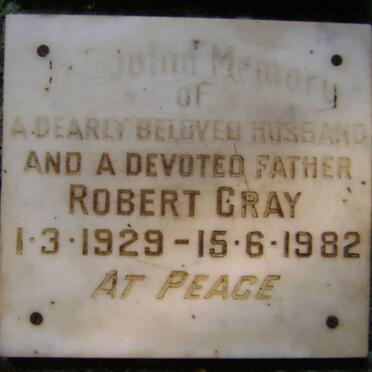 In Loving Memory
of
A DEARLY BELOVED HUSBAND
AND A DEVOTED FATHER
ROBERT GRAY
1·3·1929 – 15·6·1982
AT PEACE